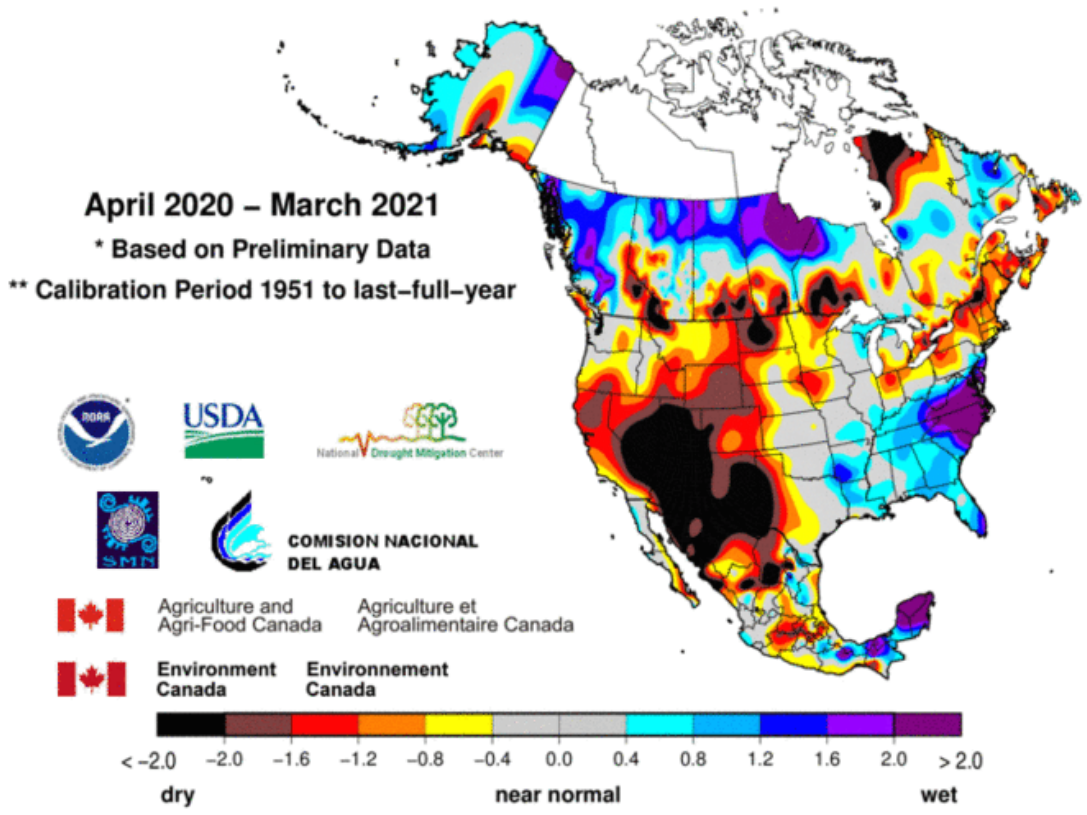 April 2020 – March 2021
* Based on Preliminary Data
** Calibration Period 1951 to last–full–year
NOAA
USDA
National Drought Mitigation Center
SMN
COMISION NACIONAL
DEL AGUA
Agriculture and
Agri-Food Canada
Agriculture et
Agroalimentaire Canada
Environment
Canada
Environnement
Canada
< –2.0 –2.0 –1.6 –1.2 –0.8 –0.4 0.0 0.4 0.8 1.2 1.6 2.0 > 2.0
dry near normal wet